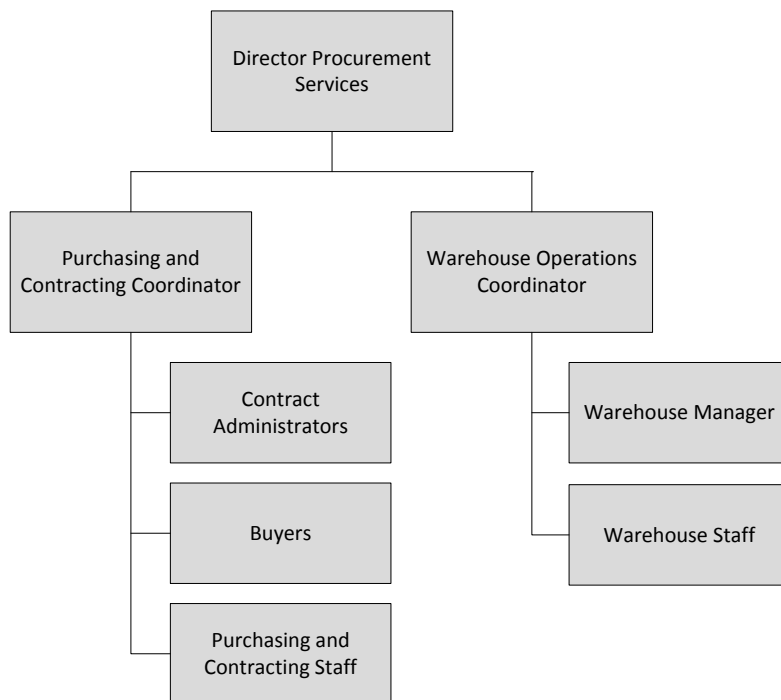 Director Procurement
Services
Purchasing and
Contracting Coordinator
Warehouse Operations
Coordinator
Contract
Administrators
Warehouse Manager
Buyers
Warehouse Staff
Purchasing and
Contracting Staff